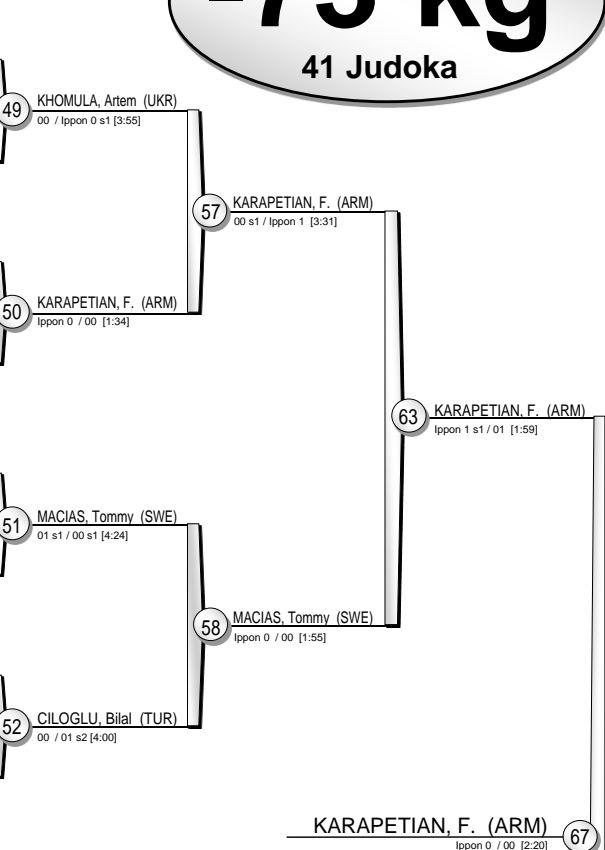 -73 kg
41 Judoka
49
KHOMULA, Artem (UKR)
00 / Ippon 0 s1 [3:55]
57
KARAPETIAN, F. (ARM)
00 s1 / Ippon 1 [3:31]
50
KARAPETIAN, F. (ARM)
Ippon 0 / 00 [1:34]
63
KARAPETIAN, F. (ARM)
Ippon 1 s1 / 01 [1:59]
51
MACIAS, Tommy (SWE)
01 s1 / 00 s1 [4:24]
58
MACIAS, Tommy (SWE)
Ippon 0 / 00 [1:55]
52
CILOGLU, Bilal (TUR)
00 / 01 s2 [4:00]
KARAPETIAN, F. (ARM)
67
Ippon 0 / 00 [2:20]